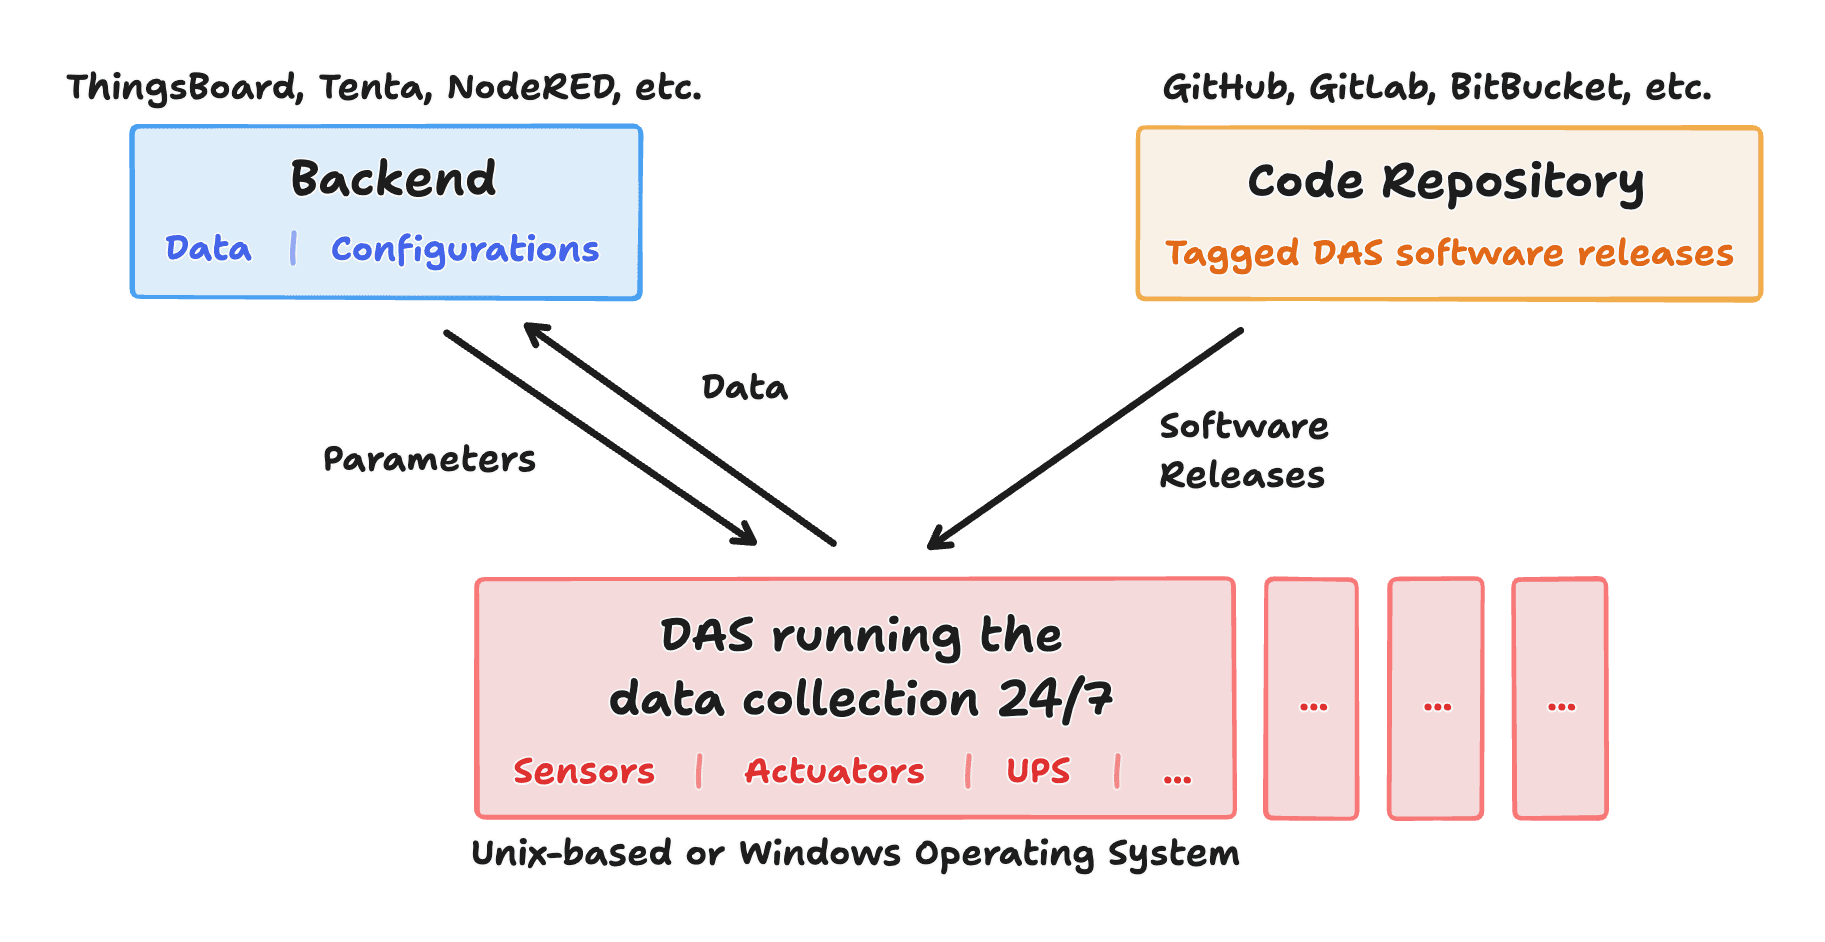 ThingsBoard, Tenta, NodeRED, etc.
Backend
Data | Configurations
GitHub, GitLab, BitBucket, etc.
Code Repository
Tagged DAS software releases
Parameters
Data
Software
Releases
DAS running the
data collection 24/7
Sensors | Actuators | UPS | ...
...
...
...
Unix-based or Windows Operating System